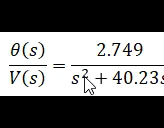 θ(s)/V(s) = 2.749/s² + 40.23s